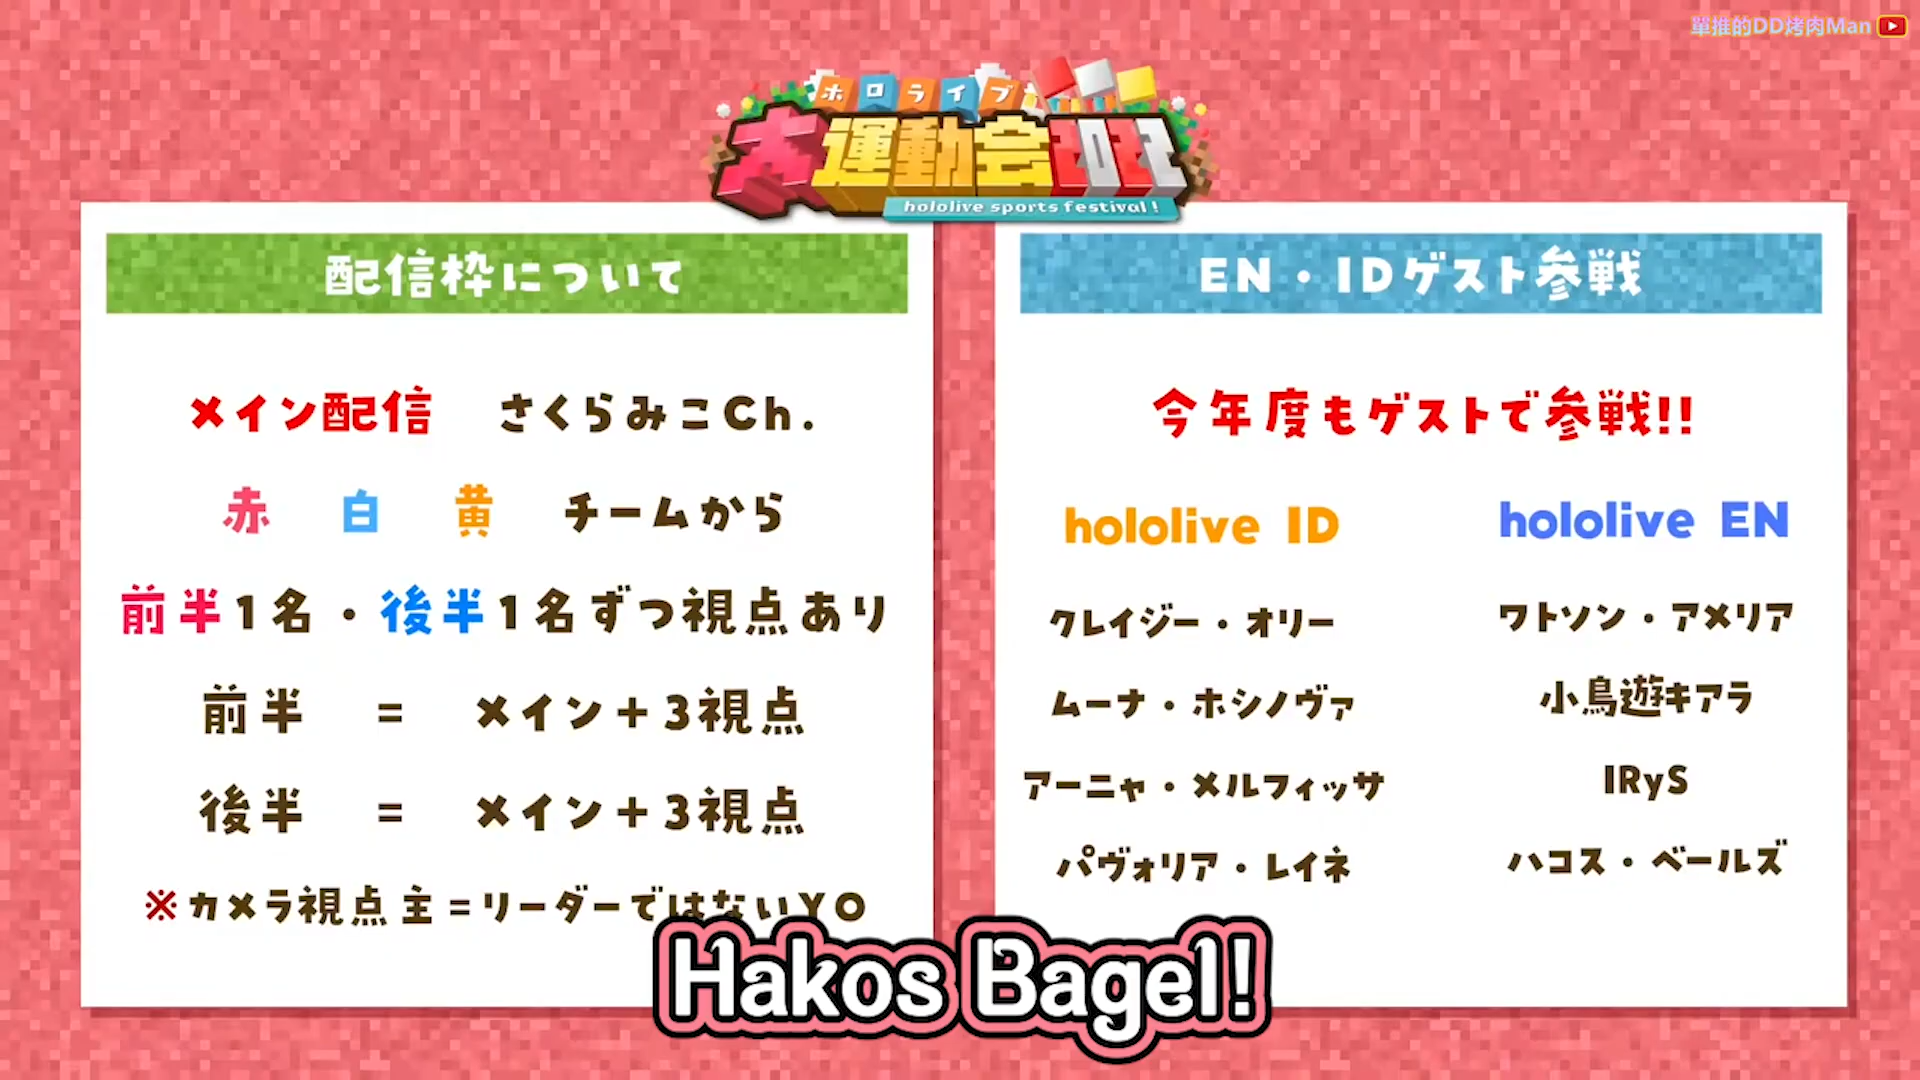 單推的DD烤肉Man
ホロライブ
大運動会2022
hololive sports festival!
配信枠について
メイン配信 さくらみこCh.
赤 白 黄 チームから
前半1名・後半1名ずつ視点あり
前半 = メイン+3視点
後半 = メイン+3視点
※カメラ視点主=リーダーではないYO
EN・IDゲスト参戦
今年度もゲストで参戦!!
hololive ID
クレイジー・オリー
ムーナ・ホシノヴァ
アーニャ・メルフィッサ
パヴォリア・レイネ
hololive EN
ワトソン・アメリア
小鳥遊キアラ
IRyS
ハコス・ベールズ
Hakos Bagel!